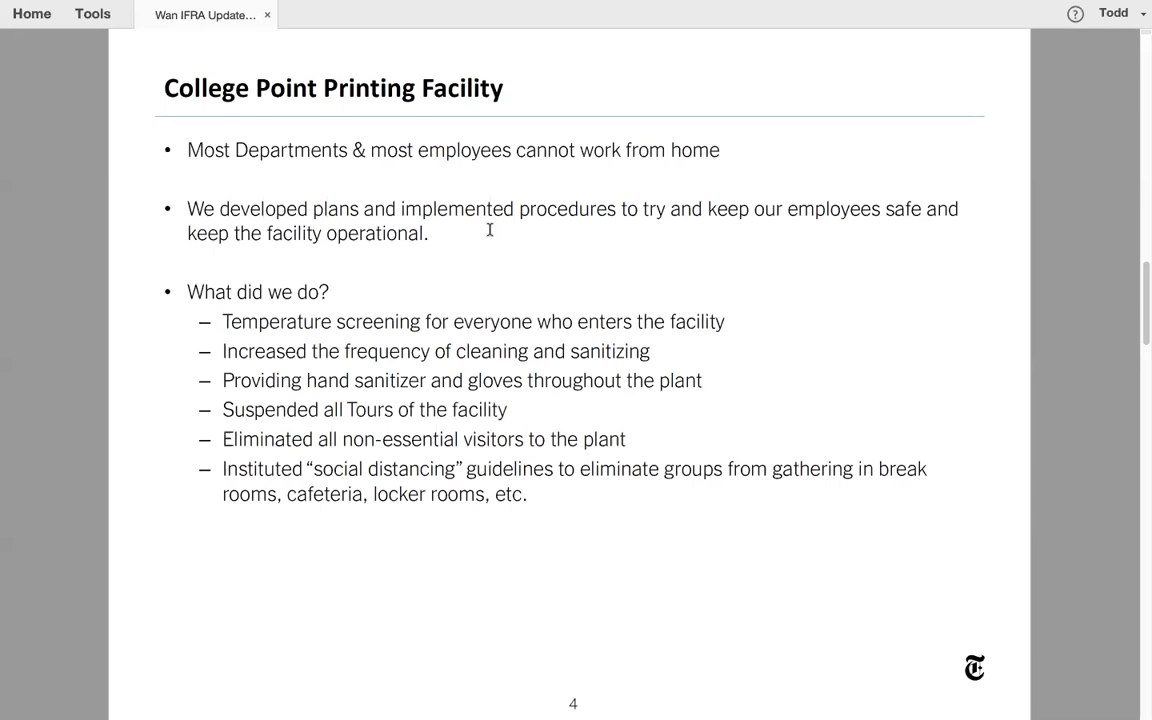 Home Tools Wan IFRA Update... × ? Todd
College Point Printing Facility
• Most Departments & most employees cannot work from home
• We developed plans and implemented procedures to try and keep our employees safe and
keep the facility operational.
• What did we do?
– Temperature screening for everyone who enters the facility
– Increased the frequency of cleaning and sanitizing
– Providing hand sanitizer and gloves throughout the plant
– Suspended all Tours of the facility
– Eliminated all non-essential visitors to the plant
– Instituted “social distancing” guidelines to eliminate groups from gathering in break
rooms, cafeteria, locker rooms, etc.
T
4